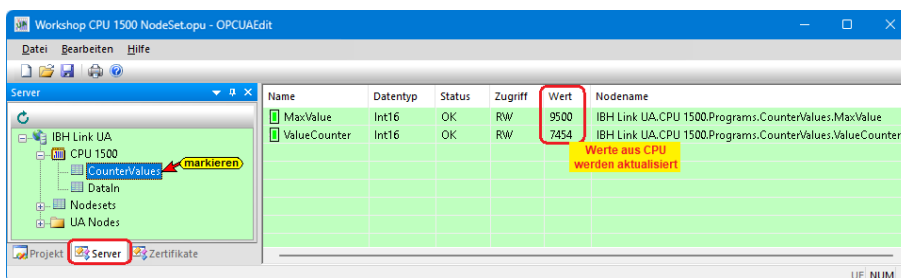 Workshop CPU 1500 NodeSet.opu - OPCUAEdit
Datei Bearbeiten Hilfe
Server
Name Datentyp Status Zugriff Wert Nodename
MaxValue Int16 OK RW 9500 IBH Link UA.CPU 1500.Programs.CounterValues.MaxValue
ValueCounter Int16 OK RW 7454 IBH Link UA.CPU 1500.Programs.CounterValues.ValueCounter
Werte aus CPU
werden aktualisiert
IBH Link UA
CPU 1500
markieren
CounterValues
DataIn
Nodesets
UA Nodes
Projekt Server Zertifikate
UF NUM